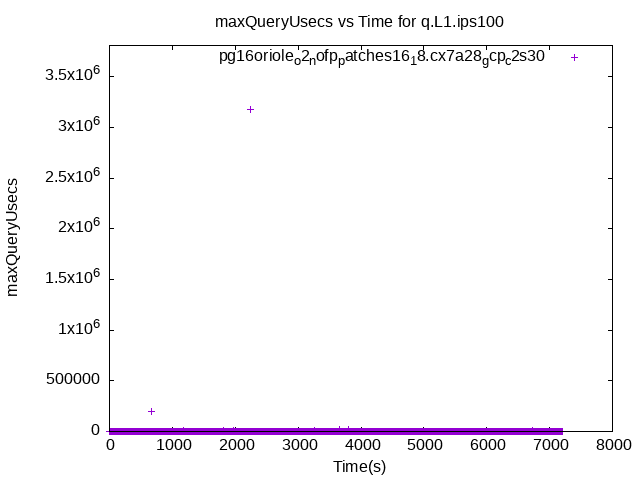 maxQueryUsecs vs Time for q.L1.ips100
pg16oriole_o2_nofp_patches16_18.cx7a28_gcp_c2s30
3.5x10^6
3x10^6
2.5x10^6
2x10^6
1.5x10^6
1x10^6
500000
0
maxQueryUsecs
0 1000 2000 3000 4000 5000 6000 7000 8000
Time(s)